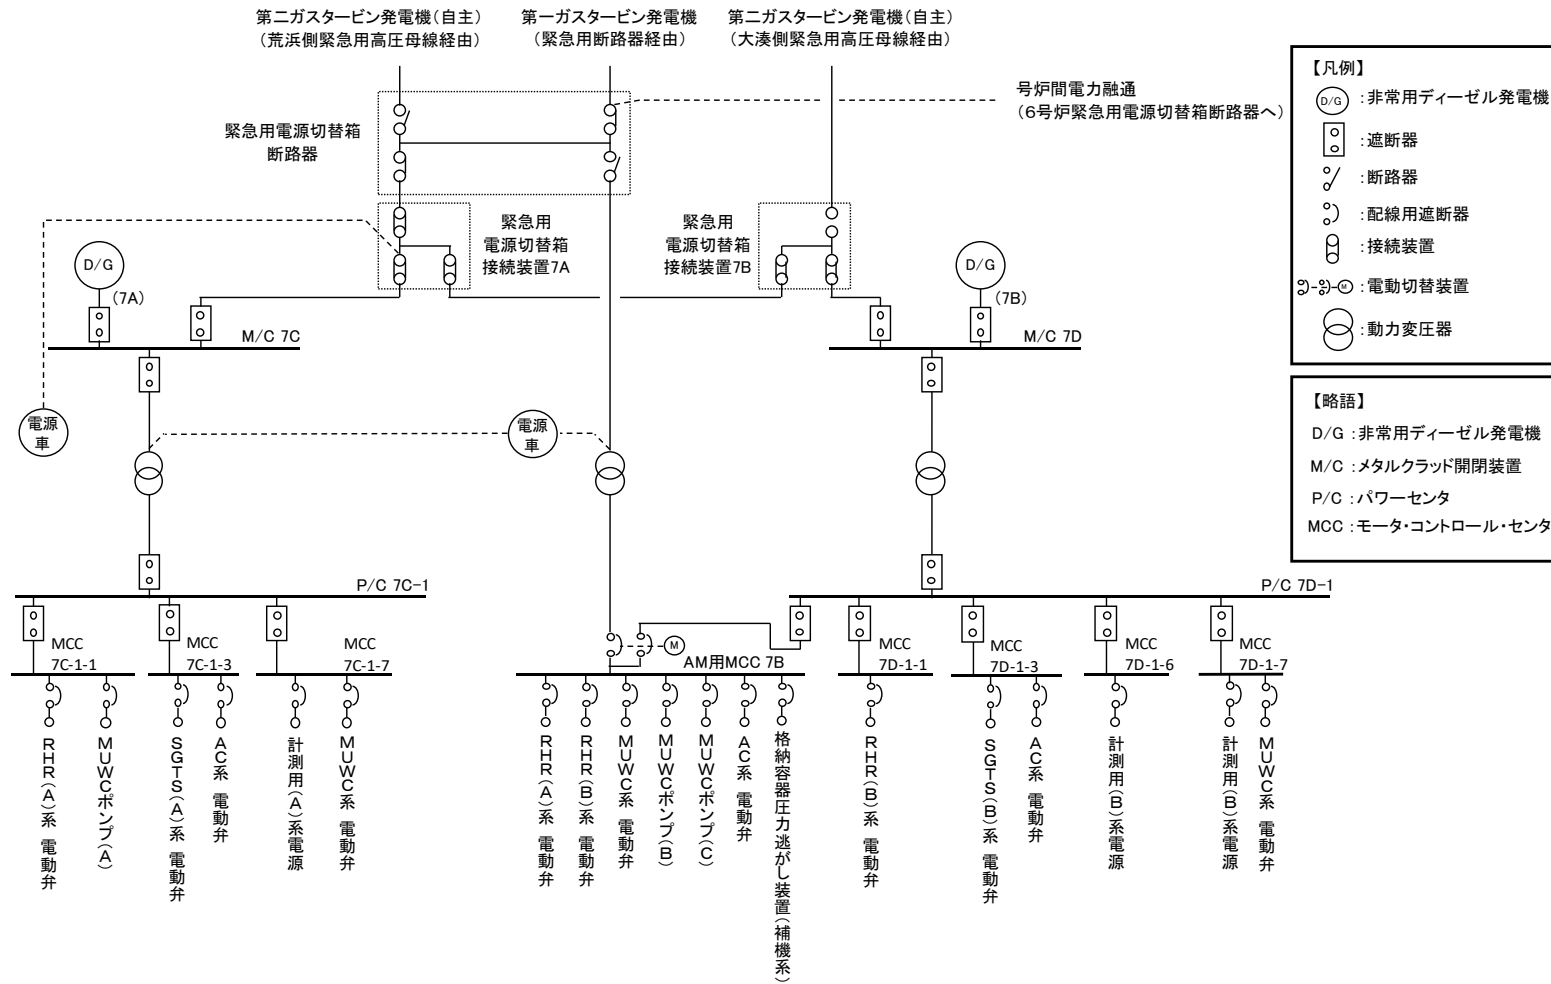 第二ガスタービン発電機(自主)
(荒浜側緊急用高圧母線経由)
第一ガスタービン発電機
(緊急用断路器経由)
第二ガスタービン発電機(自主)
(大湊側緊急用高圧母線経由)
号炉間電力融通
(6号炉緊急用電源切替箱断路器へ)
緊急用電源切替箱
断路器
緊急用
電源切替箱
接続装置7A
緊急用
電源切替箱
接続装置7B
D/G
(7A)
D/G
(7B)
M/C 7C
M/C 7D
電源
車
電源
車
P/C 7C-1
P/C 7D-1
MCC
7C-1-1
MCC
7C-1-3
MCC
7C-1-7
M
AM用MCC 7B
MCC
7D-1-1
MCC
7D-1-3
MCC
7D-1-6
MCC
7D-1-7
RHR(A)系 電動弁
MUWCポンプ(A)
SGTS(A)系 電動弁
AC系 電動弁
計測用(A)系電源
MUWC系 電動弁
RHR(A)系 電動弁
RHR(B)系 電動弁
MUWC系 電動弁
MUWCポンプ(B)
MUWCポンプ(C)
AC系 電動弁
格納容器圧力逃がし装置(補機系)
RHR(B)系 電動弁
SGTS(B)系 電動弁
AC系 電動弁
計測用(B)系電源
計測用(B)系電源
MUWC系 電動弁
【凡例】
D/G :非常用ディーゼル発電機
:遮断器
:断路器
:配線用遮断器
:接続装置
M :電動切替装置
:動力変圧器
【略語】
D/G :非常用ディーゼル発電機
M/C :メタルクラッド開閉装置
P/C :パワーセンタ
MCC :モータ・コントロール・センタ